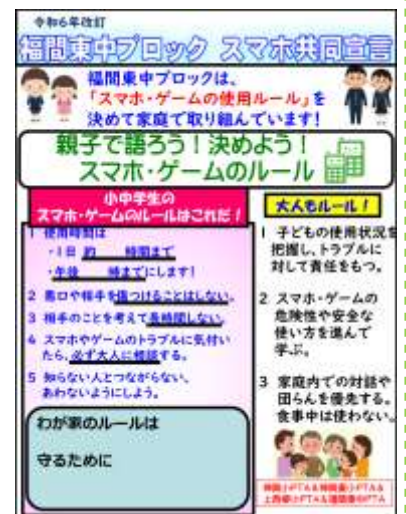 令和6年改訂
福間東中ブロック スマホ共同宣言
福間東中ブロックは、
「スマホ・ゲームの使用ルール」を
決めて家庭で取り組んでいます!
親子で語ろう!決めよう!
スマホ・ゲームのルール
小中学生の
スマホ・ゲームのルールはこれだ!
1 使用時間は
・1日 約 時間まで
・午後 時までにします!
2 悪口や相手を傷つけることはしない。
3 相手のことを考えて長時間しない。
4 スマホやゲームのトラブルに気付い
たら、必ず大人に相談する。
5 知らない人とつながらない、
あわないようにしよう。
わが家のルールは
守るために
大人もルール!
1 子どもの使用状況を
把握し、トラブルに
対して責任をもつ。
2 スマホ・ゲームの
危険性や安全な
使い方を進んで
学ぶ。
3 家庭内での対話や
団らんを優先する。
食事中は使わない。